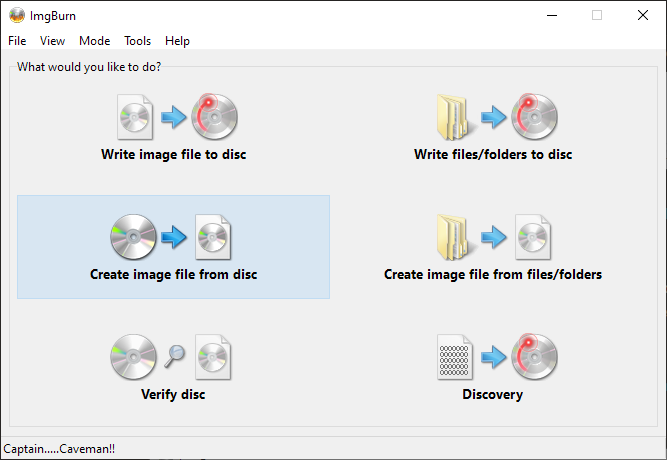 ImgBurn
File View Mode Tools Help
What would you like to do?
Write image file to disc
Write files/folders to disc
Create image file from disc
Create image file from files/folders
Verify disc
Discovery
Captain.....Caveman!!